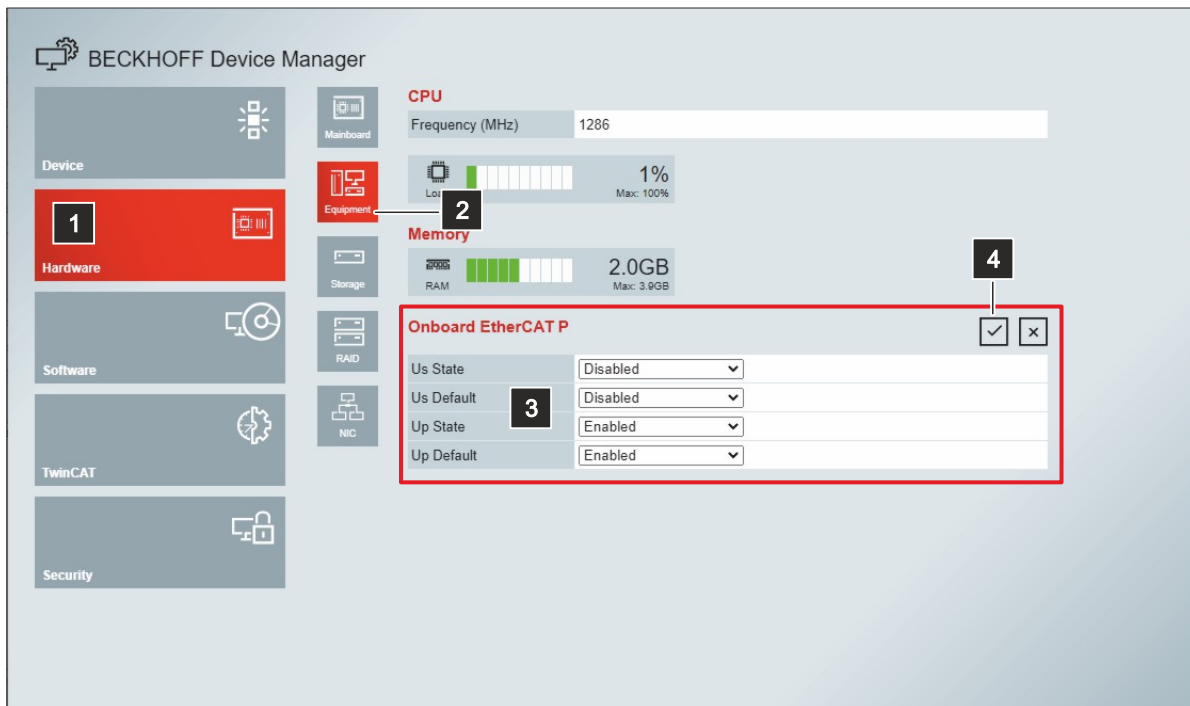 BECKHOFF Device Manager
Device
1
Hardware
Software
TwinCAT
Security
Mainboard
Equipment
2
Storage
RAID
NIC
CPU
Frequency (MHz) 1286
1%
Max: 100%
Memory
RAM
2.0GB
Max: 3.9GB
4
Onboard EtherCAT P
Us State Disabled
Us Default Disabled
3
Up State Enabled
Up Default Enabled